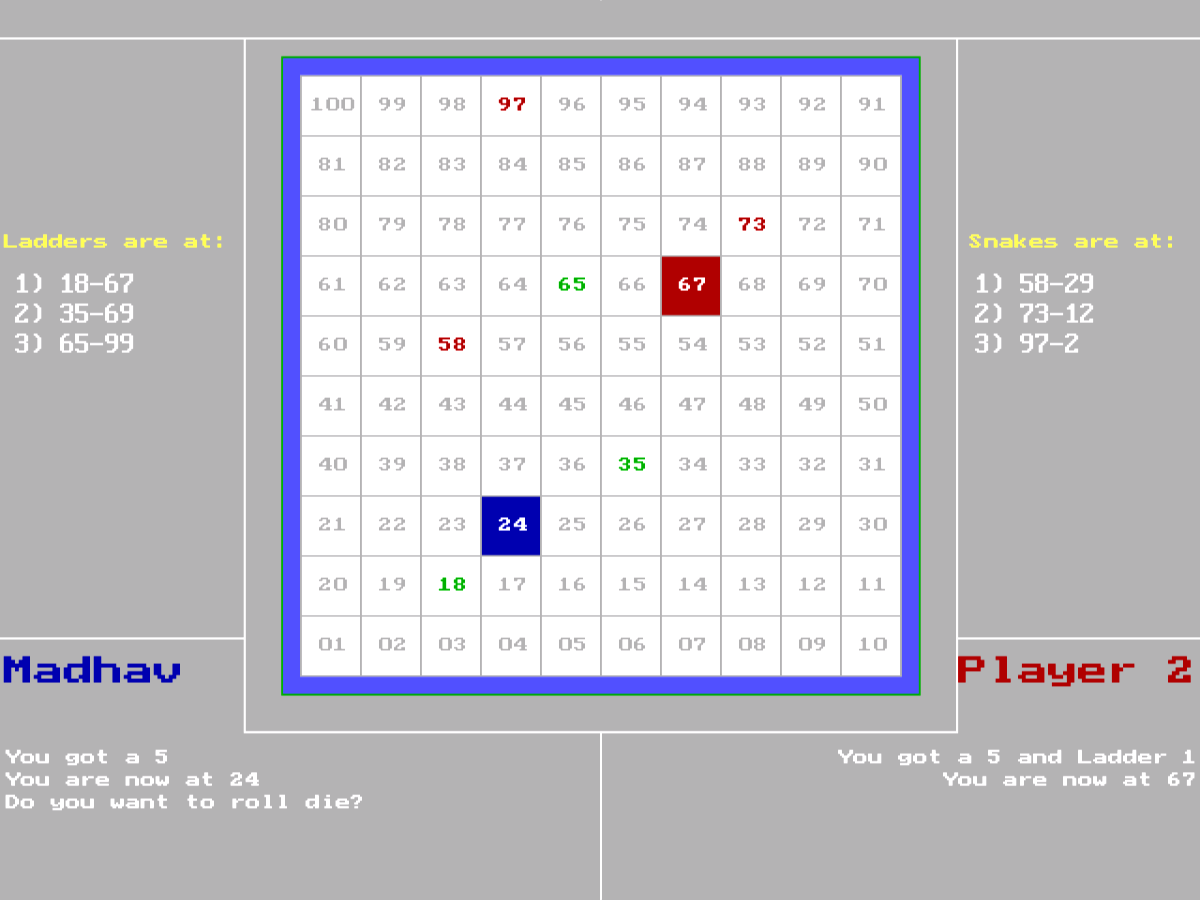 100 99 98 97 96 95 94 93 92 91
81 82 83 84 85 86 87 88 89 90
80 79 78 77 76 75 74 73 72 71
61 62 63 64 65 66 67 68 69 70
60 59 58 57 56 55 54 53 52 51
41 42 43 44 45 46 47 48 49 50
40 39 38 37 36 35 34 33 32 31
21 22 23 24 25 26 27 28 29 30
20 19 18 17 16 15 14 13 12 11
01 02 03 04 05 06 07 08 09 10
Ladders are at:
1) 18-67
2) 35-69
3) 65-99
Snakes are at:
1) 58-29
2) 73-12
3) 97-2
Madhav
You got a 5
You are now at 24
Do you want to roll die?
Player 2
You got a 5 and Ladder 1
You are now at 67